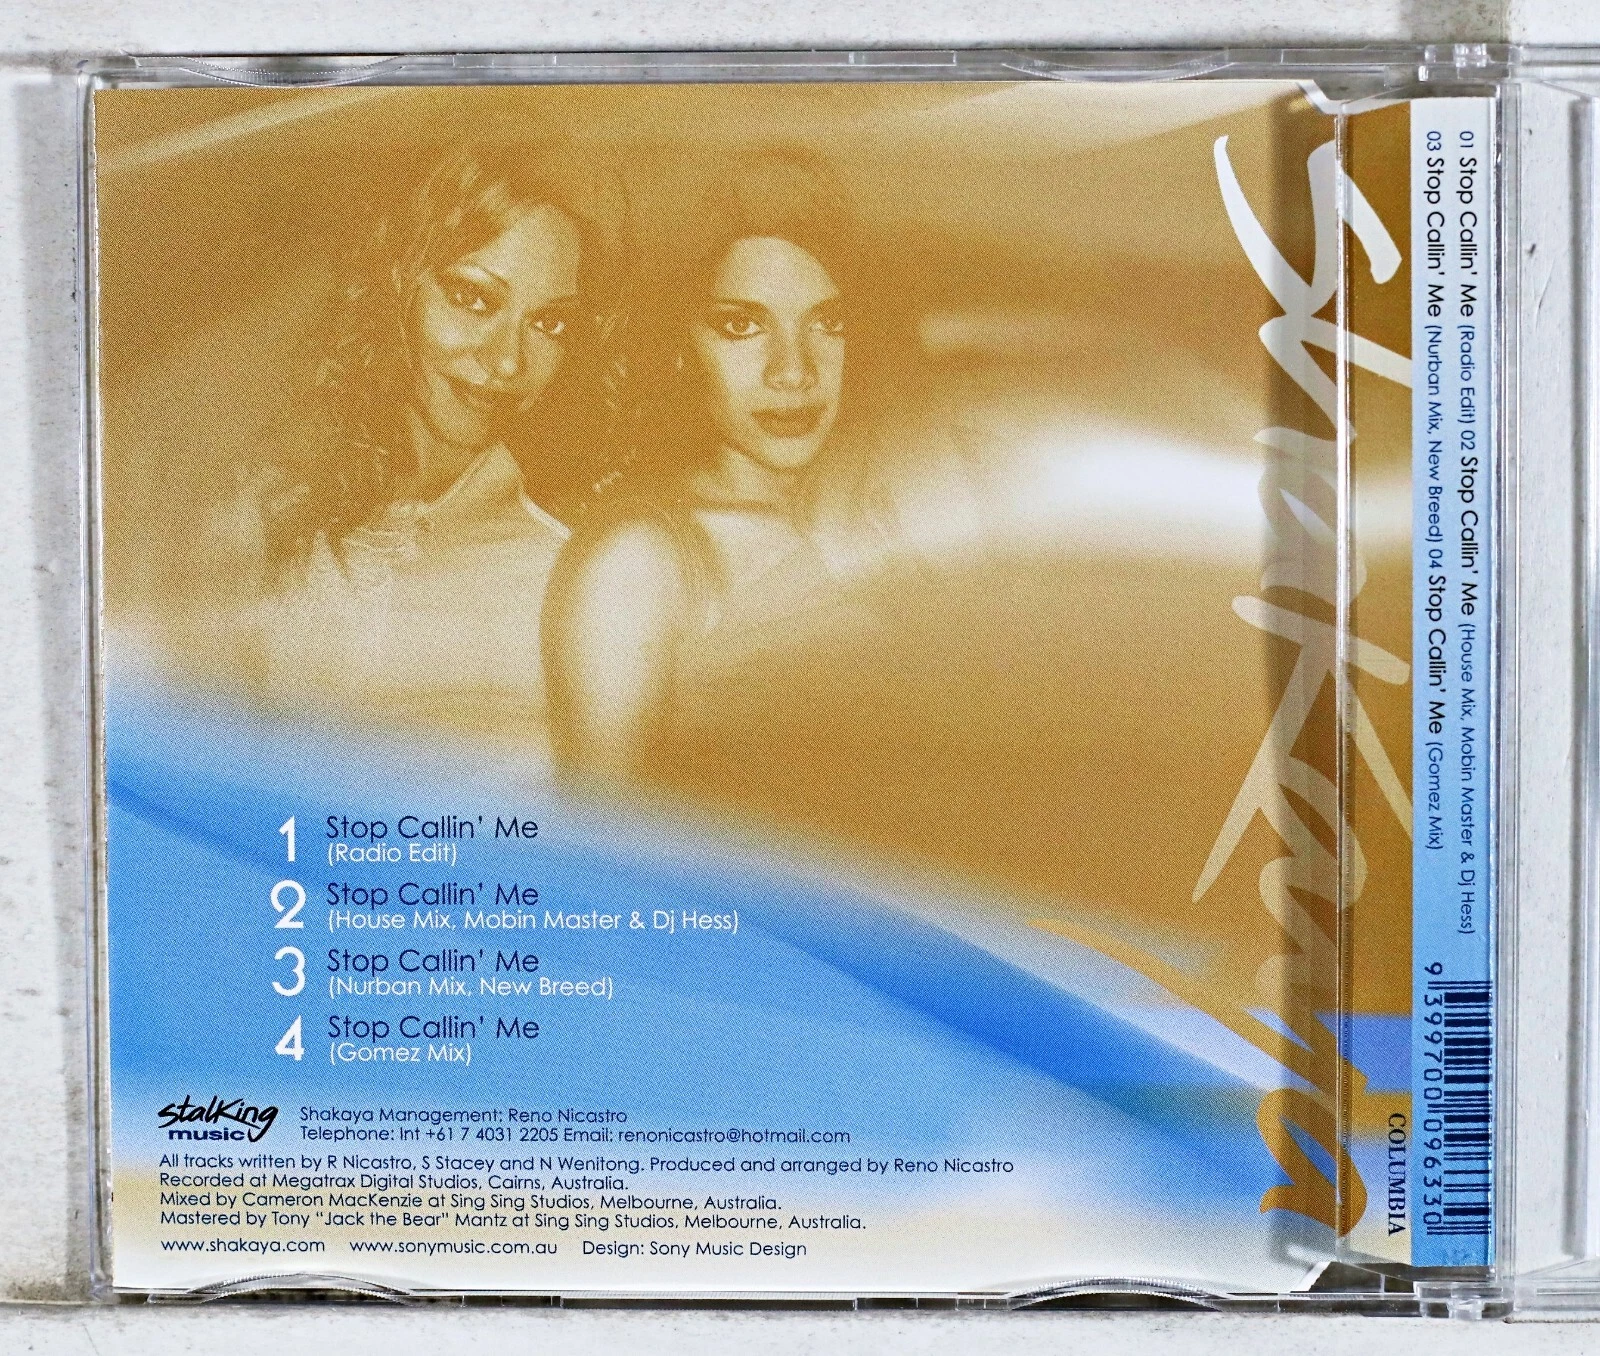 1 Stop Callin' Me
(Radio Edit)
2 Stop Callin' Me
(House Mix, Mobin Master & Dj Hess)
3 Stop Callin' Me
(Nurban Mix, New Breed)
4 Stop Callin' Me
(Gomez Mix)
stalking
music
Shakaya Management: Reno Nicastro
Telephone: Int +61 7 4031 2205 Email: renonicastro@hotmail.com
All tracks written by R Nicastro, S Stacey and N Wenitong. Produced and arranged by Reno Nicastro
Recorded at Megatrax Digital Studios, Cairns, Australia.
Mixed by Cameron MacKenzie at Sing Sing Studios, Melbourne, Australia.
Mastered by Tony "Jack the Bear" Mantz at Sing Sing Studios, Melbourne, Australia.
www.shakaya.com www.sonymusic.com.au Design: Sony Music Design
01 Stop Callin' Me (Radio Edit) 02 Stop Callin' Me (House Mix, Mobin Master & Dj Hess)
03 Stop Callin' Me (Nurban Mix, New Breed) 04 Stop Callin' Me (Gomez Mix)
9 399700 096330
COLUMBIA